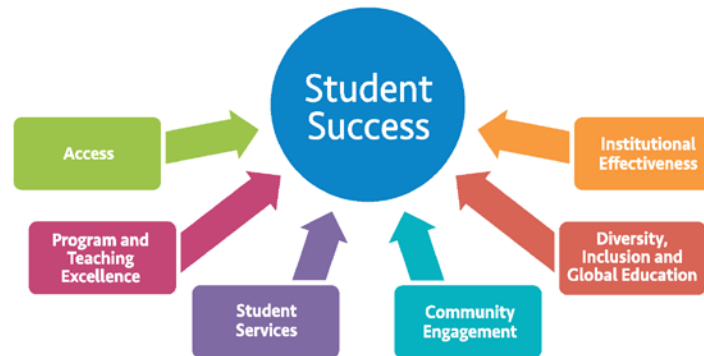 Student
Success
Access
Institutional
Effectiveness
Program and
Teaching
Excellence
Diversity,
Inclusion and
Global Education
Student
Services
Community
Engagement